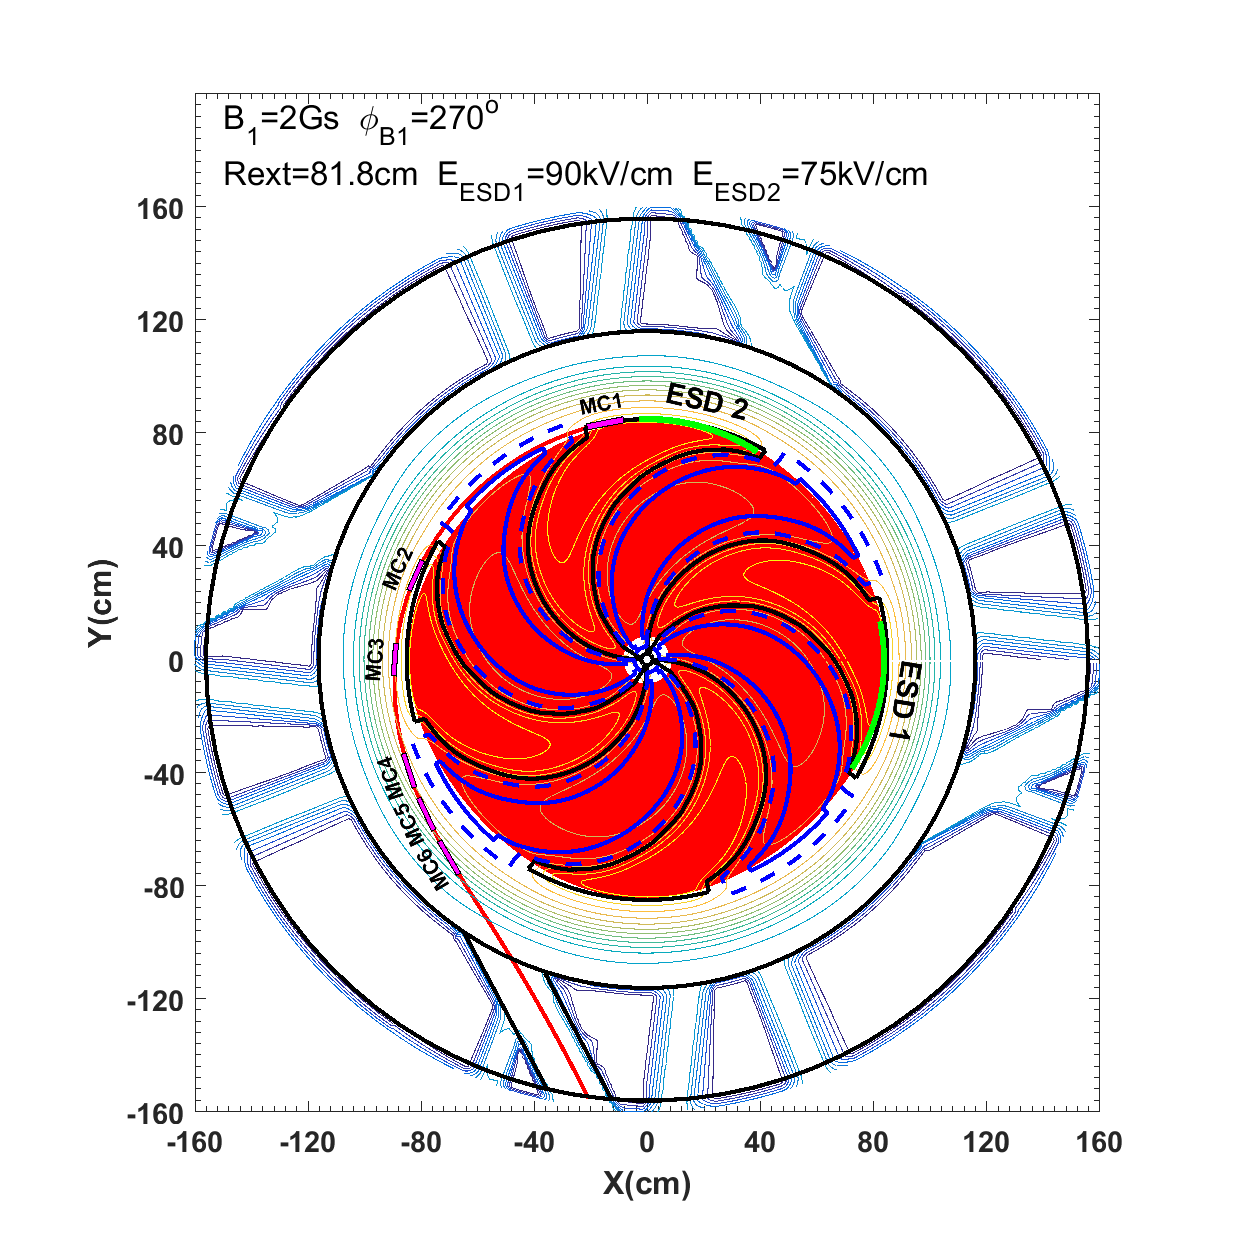 B1=2Gs ϕB1=270o
Rext=81.8cm EESD1=90kV/cm EESD2=75kV/cm
160
120
80
40
0
-40
-80
-120
-160
Y(cm)
MC1
ESD 2
MC2
MC3
ESD 1
MC4
MC5
MC6
-160 -120 -80 -40 0 40 80 120 160
X(cm)